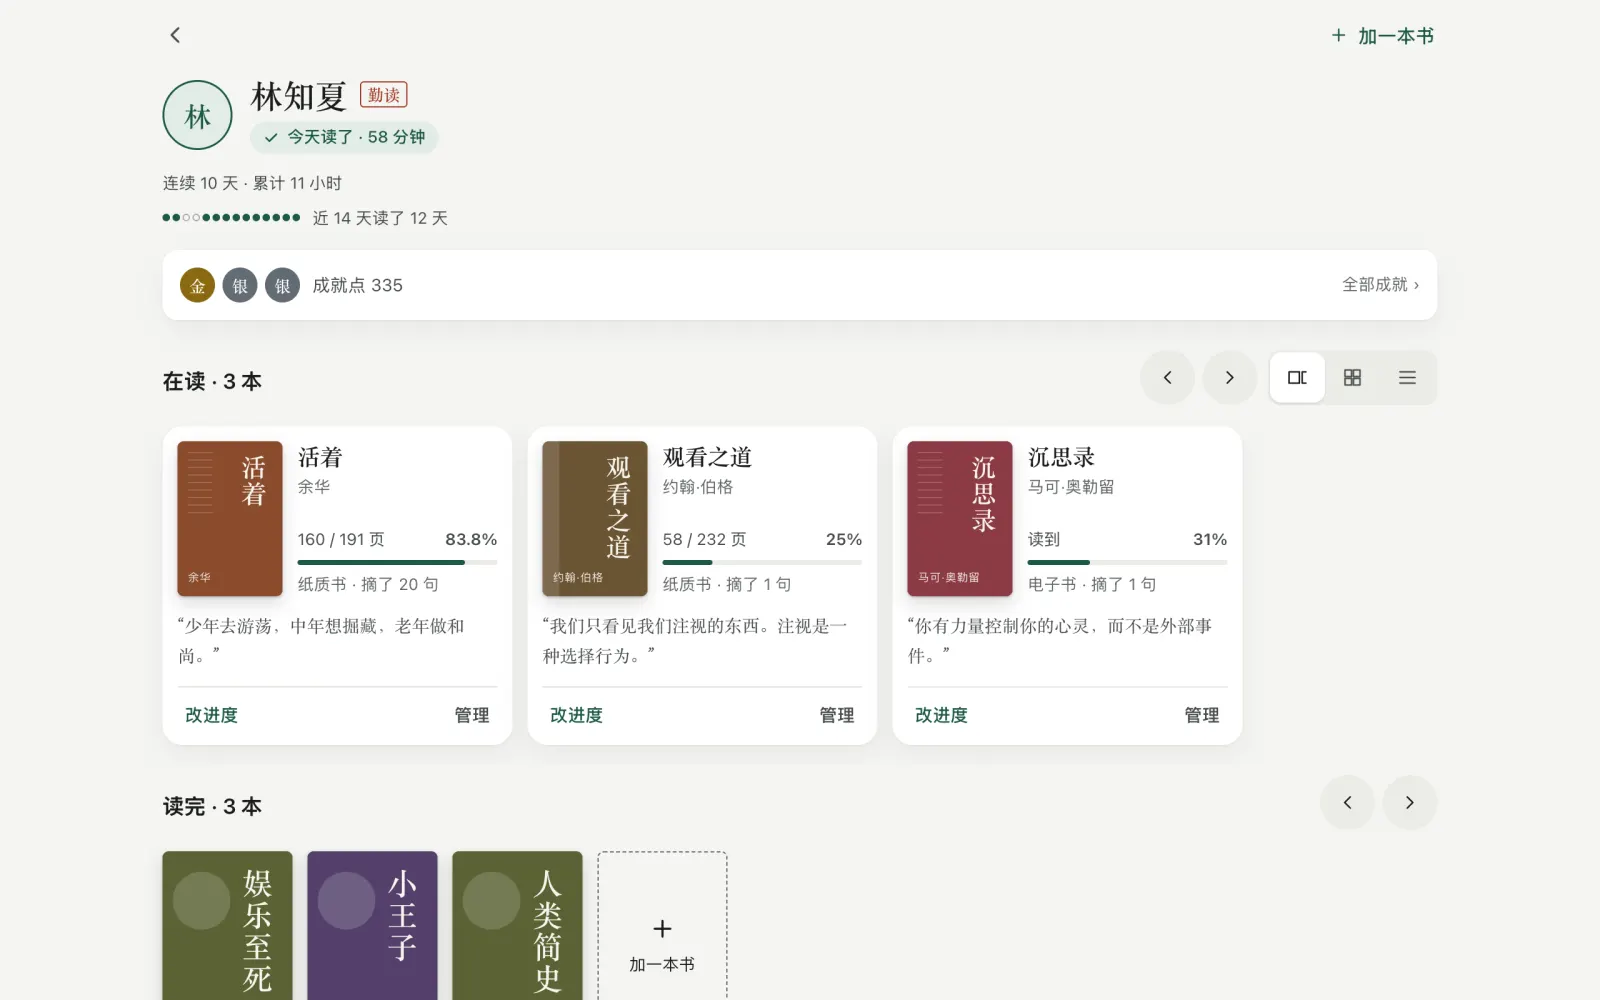 加一本书
林
林知夏
勤读
今天读了 · 58 分钟
连续 10 天 · 累计 11 小时
近 14 天读了 12 天
金
银
银
成就点 335
全部成就 ›
在读 · 3 本
活着
余华
活着
余华
160 / 191 页
83.8%
纸质书 · 摘了 20 句
“少年去游荡，中年想掘藏，老年做和
尚。”
改进度
管理
观看之道
约翰·伯格
观看之道
约翰·伯格
58 / 232 页
25%
纸质书 · 摘了 1 句
“我们只看见我们注视的东西。注视是一
种选择行为。”
改进度
管理
沉思录
马可·奥勒留
沉思录
马可·奥勒留
读到
31%
电子书 · 摘了 1 句
“你有力量控制你的心灵，而不是外部事
件。”
改进度
管理
读完 · 3 本
娱乐至死
小王子
人类简史
加一本书